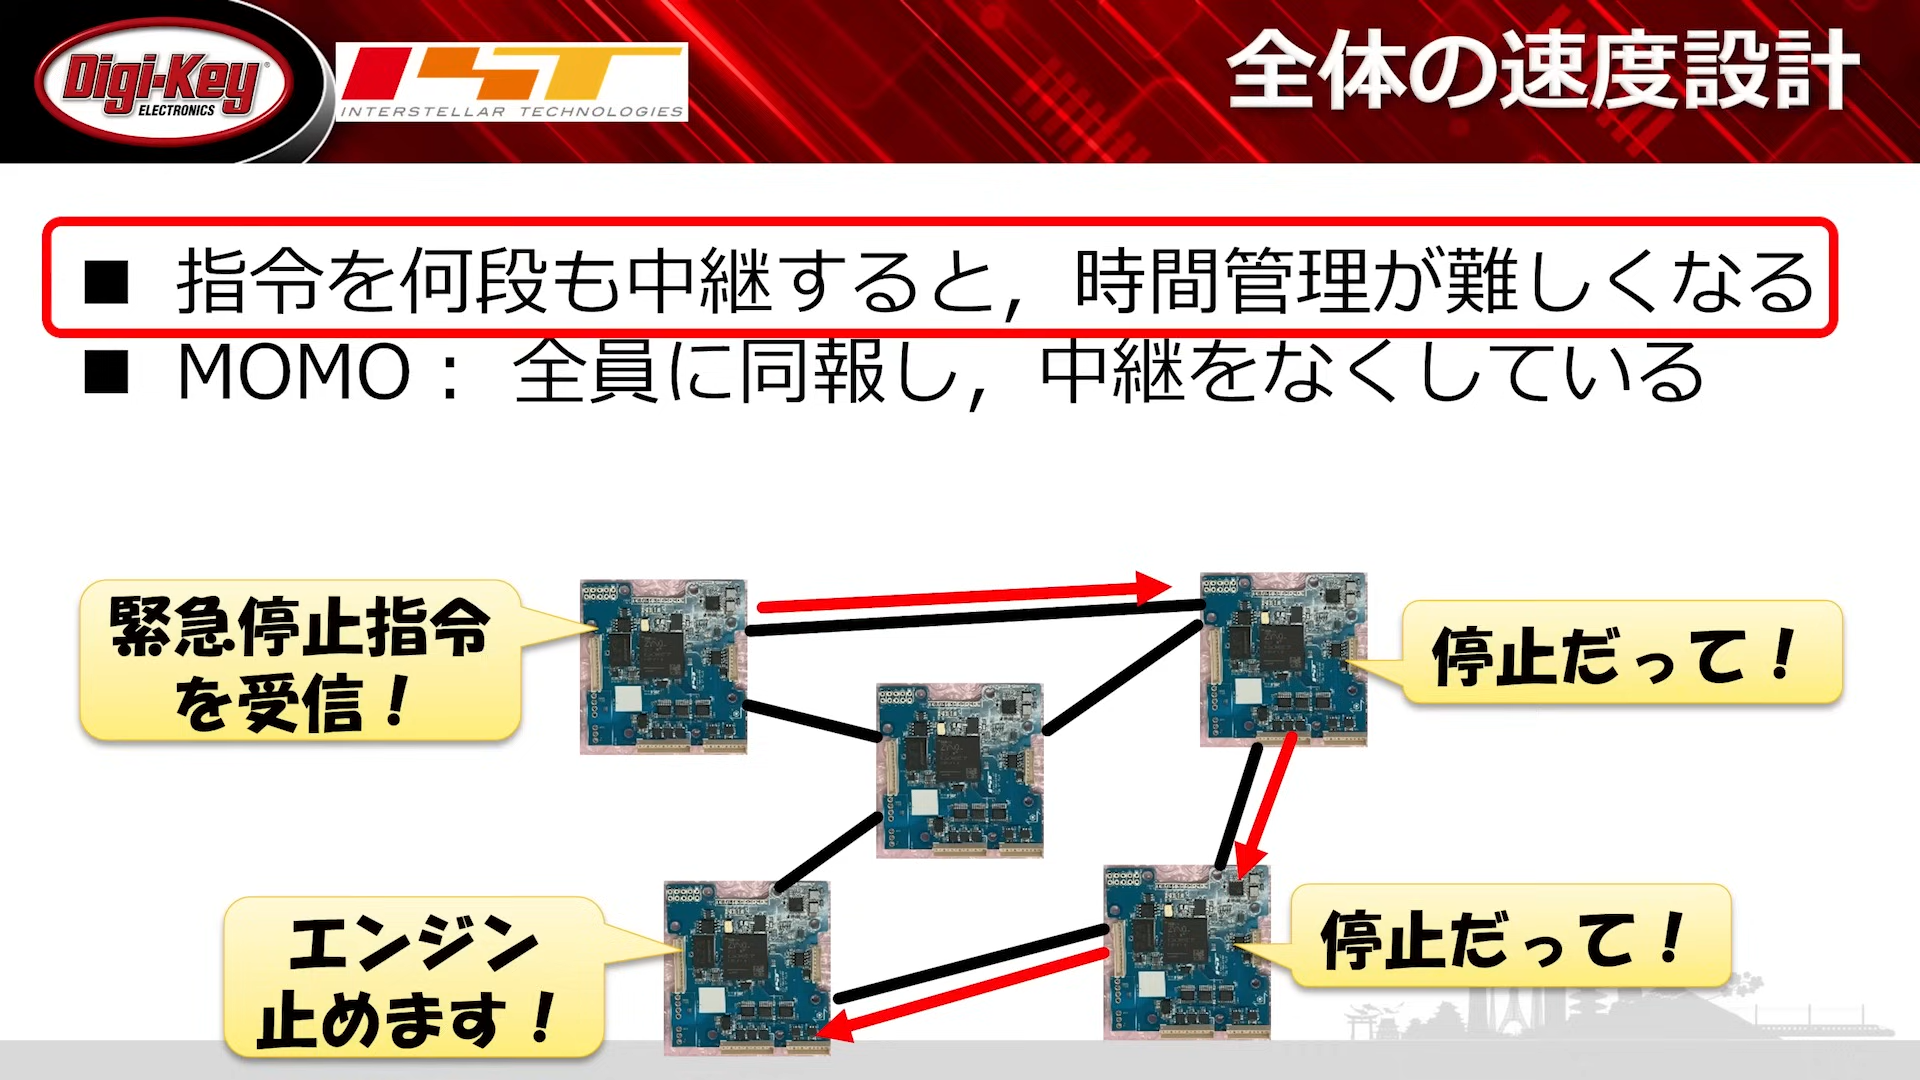 Digi-Key
ELECTRONICS
IST
INTERSTELLAR TECHNOLOGIES
全体の速度設計
■ 指令を何段も中継すると，時間管理が難しくなる
■ MOMO： 全員に同報し，中継をなくしている
緊急停止指令
を受信！
停止だって！
エンジン
止めます！
停止だって！